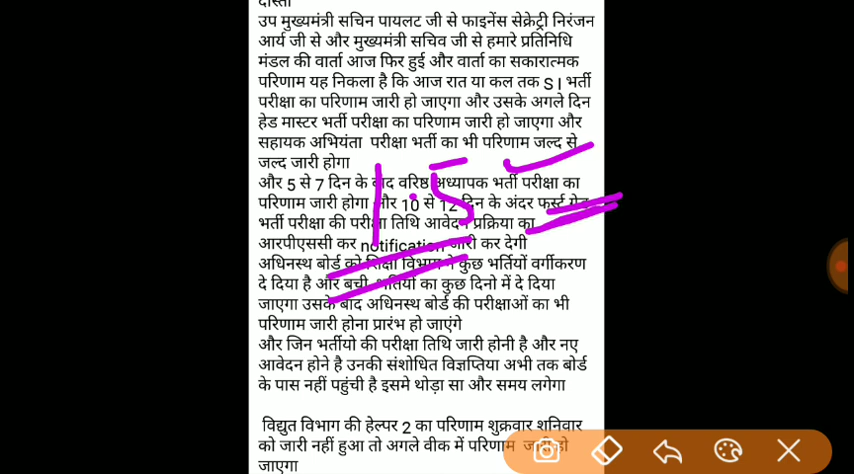 दोस्तों
उप मुख्यमंत्री सचिन पायलट जी से फाइनेंस सेक्रेट्री निरंजन
आर्य जी से और मुख्यमंत्री सचिव जी से हमारे प्रतिनिधि
मंडल की वार्ता आज फिर हुई और वार्ता का सकारात्मक
परिणाम यह निकला है कि आज रात या कल तक S I भर्ती
परीक्षा का परिणाम जारी हो जाएगा और उसके अगले दिन
हेड मास्टर भर्ती परीक्षा का परिणाम जारी हो जाएगा और
सहायक अभियंता परीक्षा भर्ती का भी परिणाम जल्द से
जल्द जारी होगा
और 5 से 7 दिन के बाद वरिष्ठ अध्यापक भर्ती परीक्षा का
परिणाम जारी होगा और 10 से 12 दिन के अंदर फर्स्ट ग्रेड
भर्ती परीक्षा की परीक्षा तिथि आवेदन प्रक्रिया का
आरपीएससी कर notification जारी कर देगी
अधिनस्थ बोर्ड को शिक्षा विभाग ने कुछ भर्तियों वर्गीकरण
दे दिया है और बची भर्तियों का कुछ दिनो में दे दिया
जाएगा उसके बाद अधिनस्थ बोर्ड की परीक्षाओं का भी
परिणाम जारी होना प्रारंभ हो जाएंगे
और जिन भर्तीयो की परीक्षा तिथि जारी होनी है और नए
आवेदन होने है उनकी संशोधित विज्ञप्तिया अभी तक बोर्ड
के पास नहीं पहुंची है इसमे थोड़ा सा और समय लगेगा
विद्युत विभाग की हेल्पर 2 का परिणाम शुक्रवार शनिवार
को जारी नहीं हुआ तो अगले वीक में परिणाम जारी हो
जाएगा
1.5